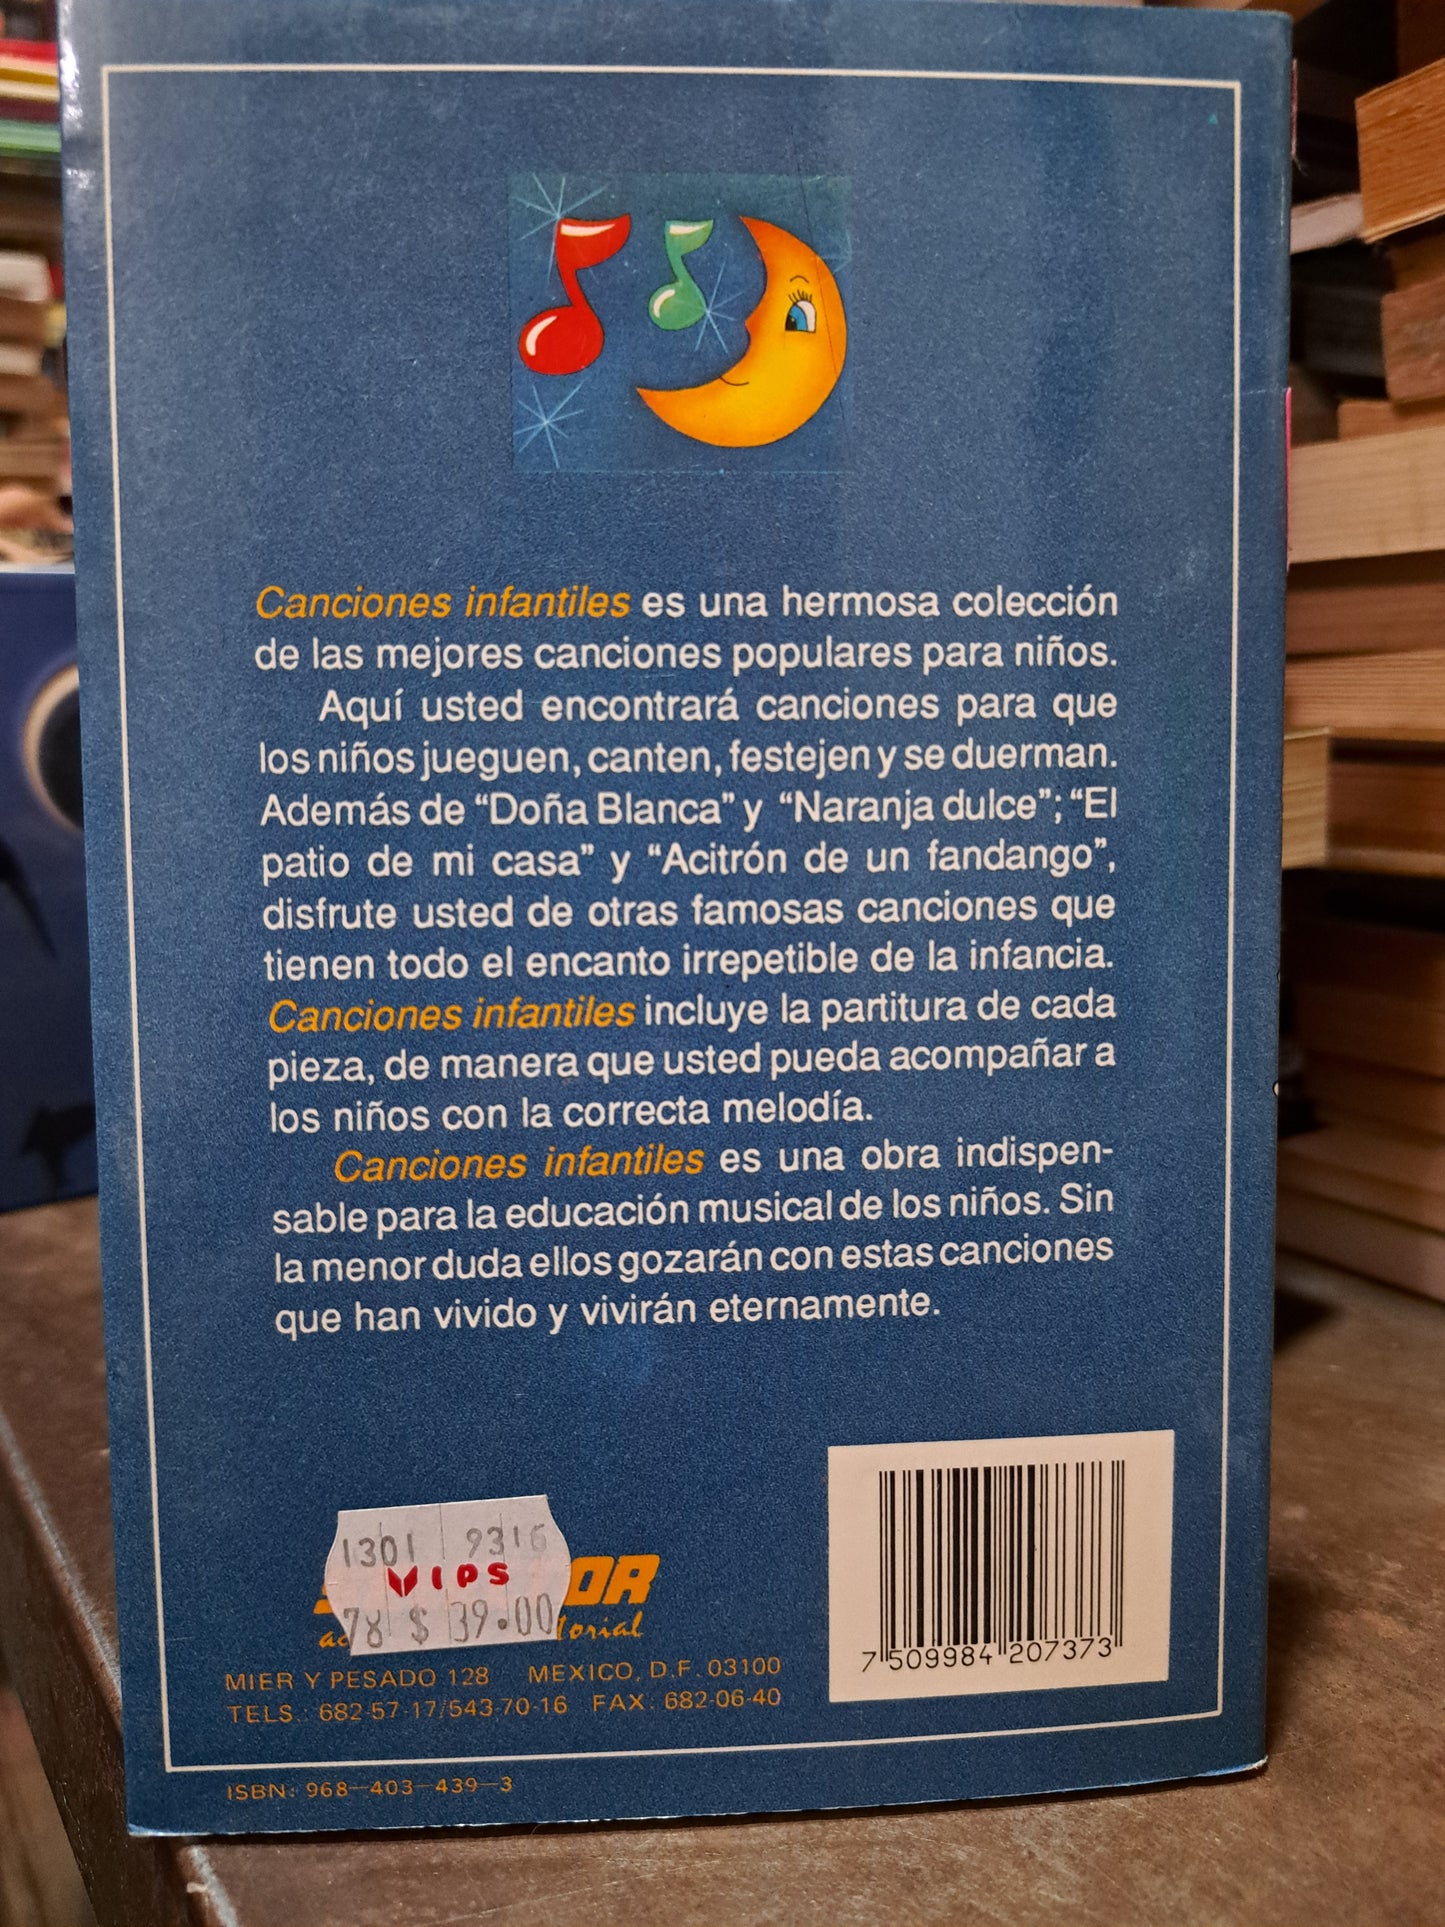 Canciones infantiles es una hermosa colección
de las mejores canciones populares para niños.
Aquí usted encontrará canciones para que
los niños jueguen, canten, festejen y se duerman.
Además de “Doña Blanca” y “Naranja dulce”; “El
patio de mi casa” y “Acitrón de un fandango”,
disfrute usted de otras famosas canciones que
tienen todo el encanto irrepetible de la infancia.
Canciones infantiles incluye la partitura de cada
pieza, de manera que usted pueda acompañar a
los niños con la correcta melodía.
Canciones infantiles es una obra indispen-
sable para la educación musical de los niños. Sin
la menor duda ellos gozarán con estas canciones
que han vivido y vivirán eternamente.
1301 9316
VIPS
78 $ 39.00
MIER Y PESADO 128 MEXICO, D.F. 03100
TELS.: 682-57-17/543-70-16 FAX: 682-06-40
ISBN: 968-403-439-3
7 509984 207373